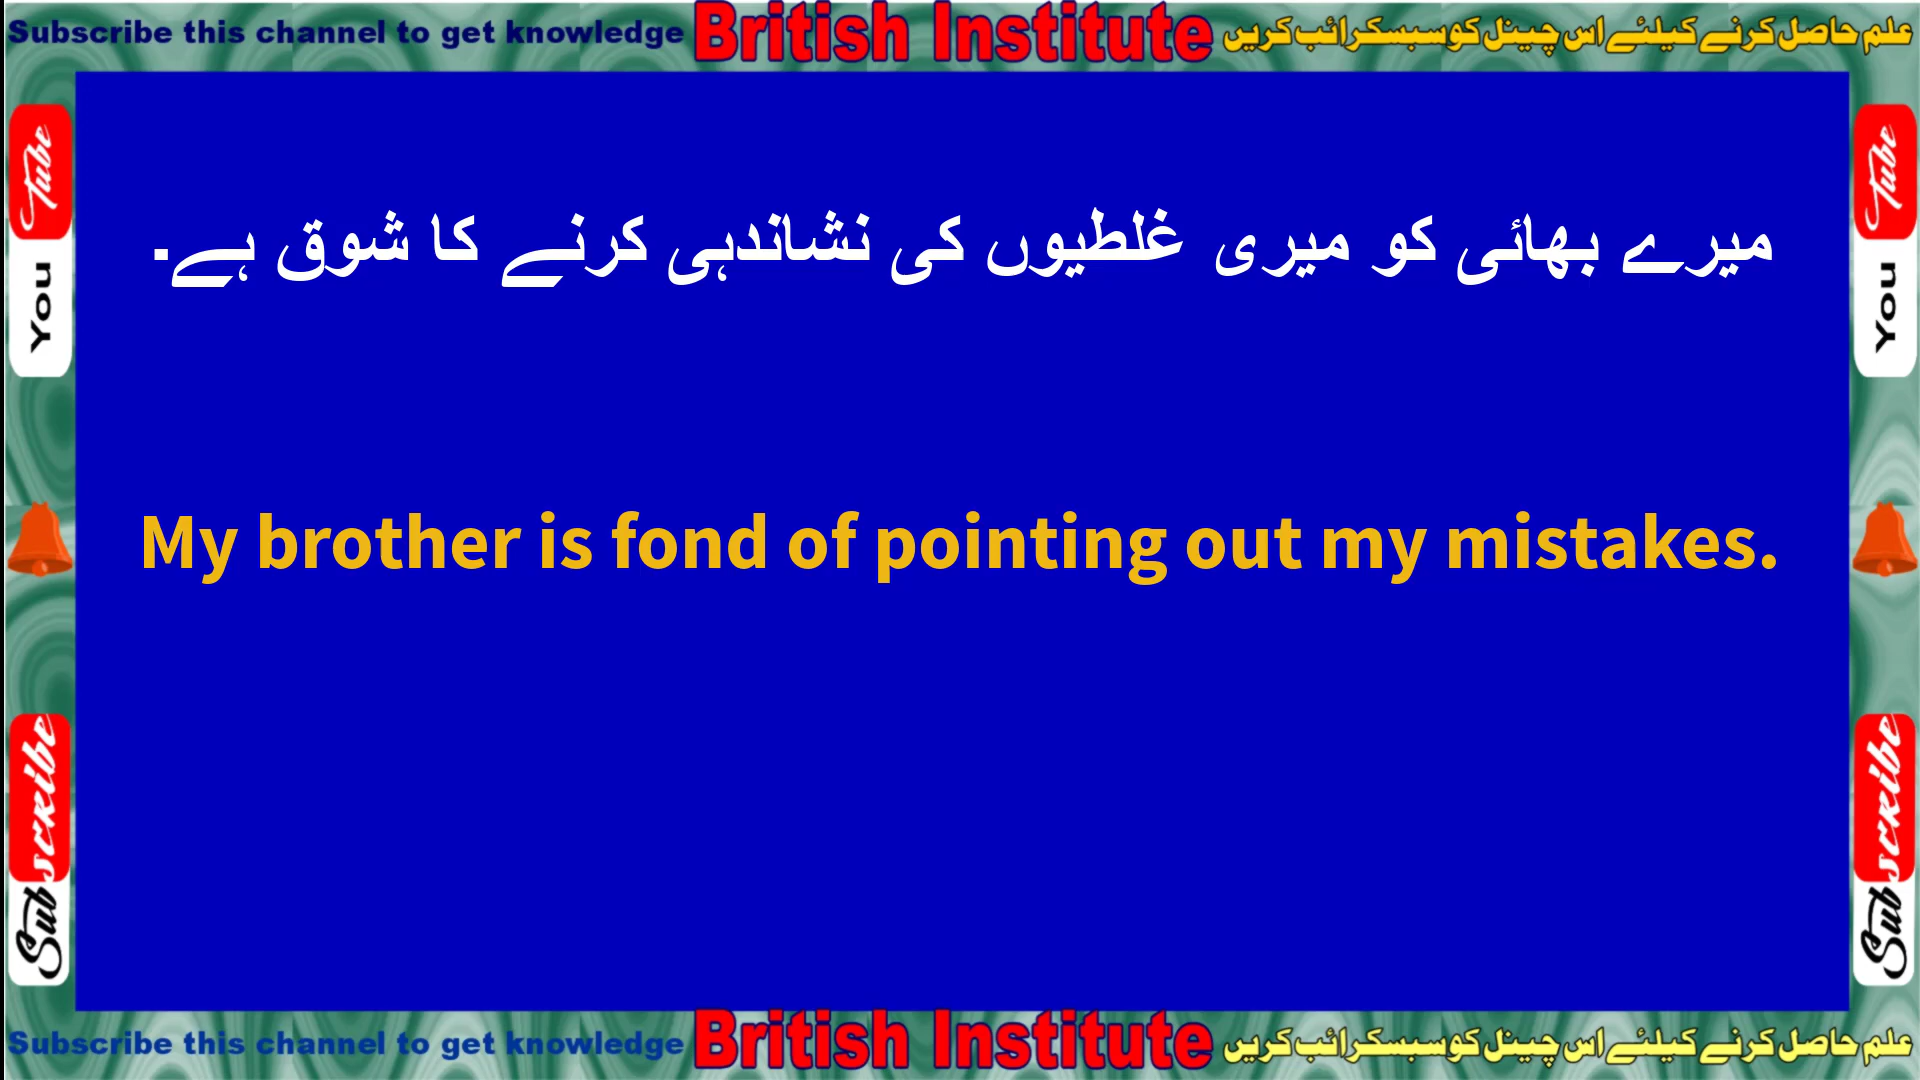 Subscribe this channel to get knowledge British Institute علم حاصل کرنے کیلئے اس چینل کو سبسکرائب کریں
You Tube
You Tube
میرے بھائی کو میری غلطیوں کی نشاندہی کرنے کا شوق ہے۔
My brother is fond of pointing out my mistakes.
Subscribe
Subscribe
Subscribe this channel to get knowledge British Institute علم حاصل کرنے کیلئے اس چینل کو سبسکرائب کریں